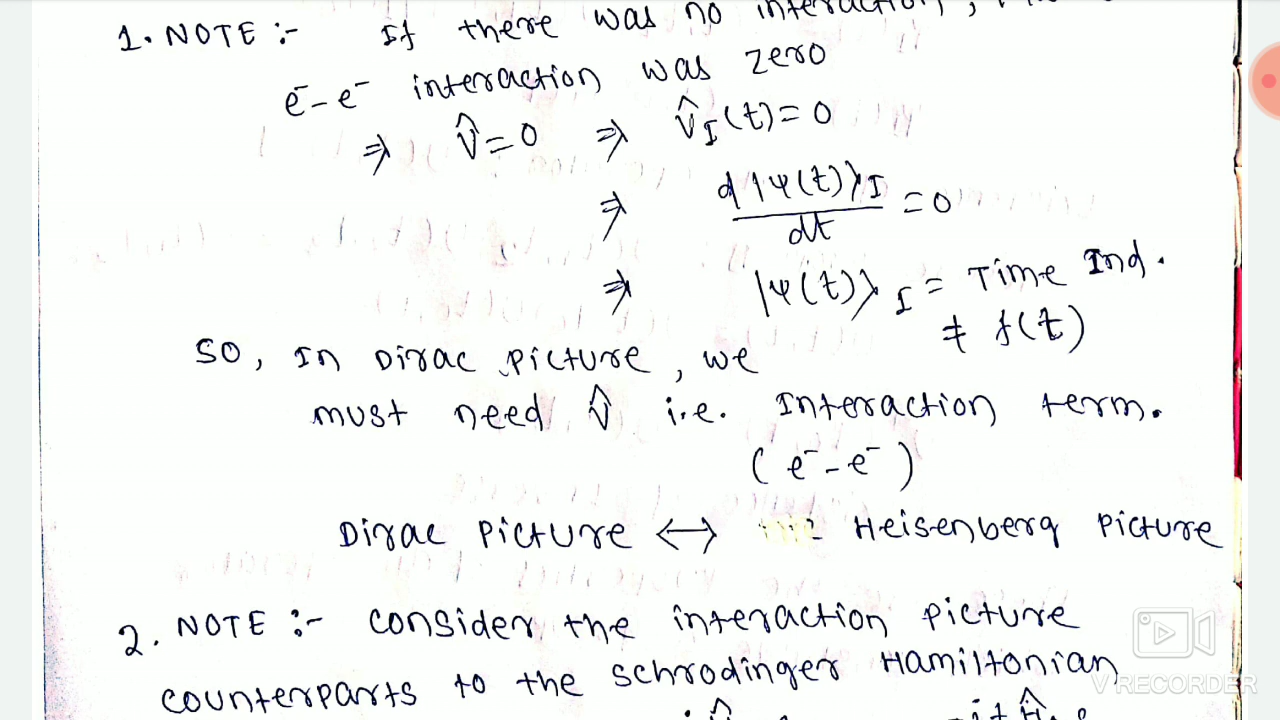 1. NOTE :- If there was no interaction,
e⁻-e⁻ interaction was zero
⇒ V̂=0 ⇒ V̂_I(t)=0
⇒ d|ψ(t)⟩_I/dt = 0
⇒ |ψ(t)⟩_I = Time Ind.
≠ f(t)
So, In Dirac picture, we
must need V̂ i.e. Interaction term.
(e⁻-e⁻)
Dirac Picture ↔ Heisenberg Picture
2. NOTE :- Consider the interaction picture
counterparts to the Schrodinger Hamiltonian
V RECORDER